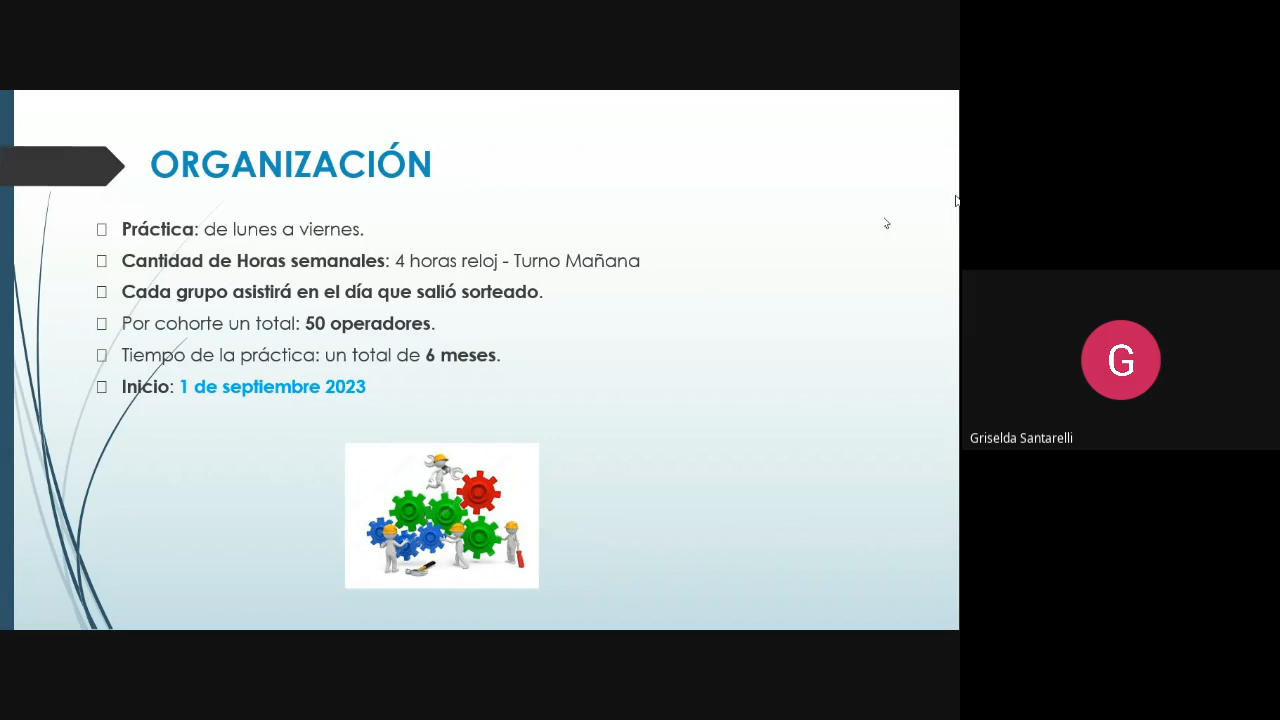 ORGANIZACIÓN
Práctica: de lunes a viernes.
Cantidad de Horas semanales: 4 horas reloj - Turno Mañana
Cada grupo asistirá en el día que salió sorteado.
Por cohorte un total: 50 operadores.
Tiempo de la práctica: un total de 6 meses.
Inicio: 1 de septiembre 2023
G
Griselda Santarelli